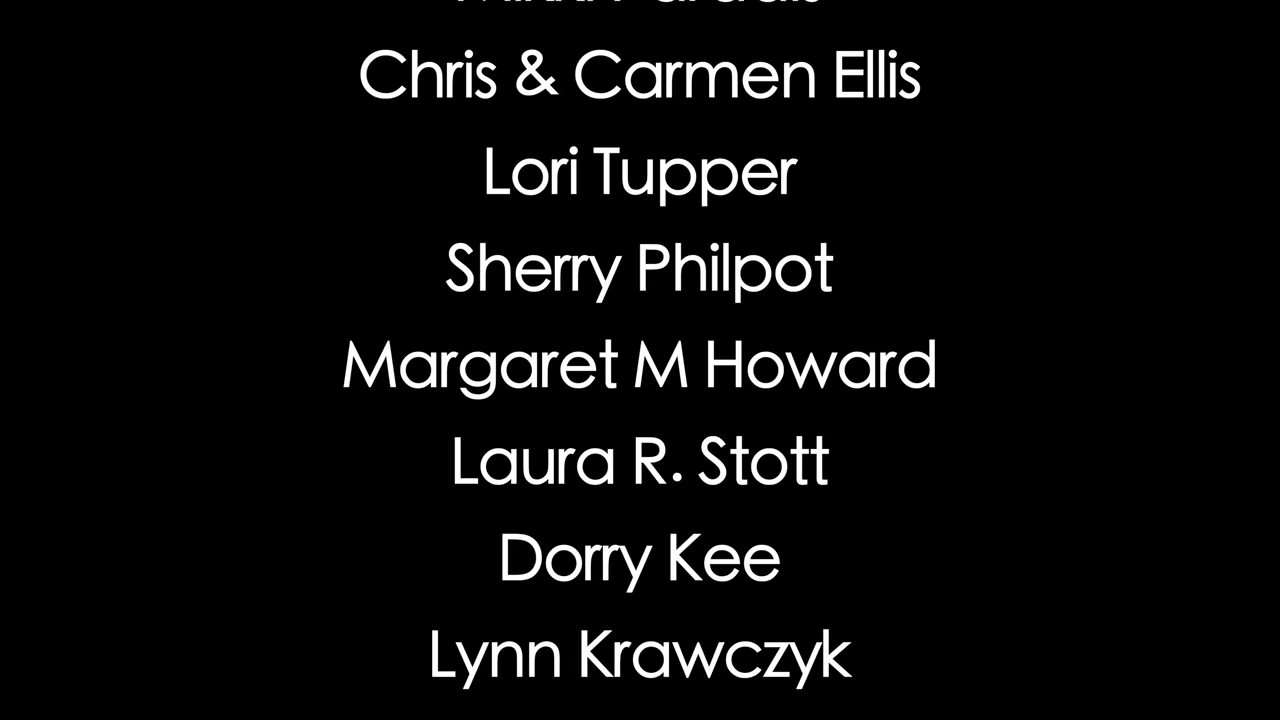 Chris & Carmen Ellis
Lori Tupper
Sherry Philpot
Margaret M Howard
Laura R. Stott
Dorry Kee
Lynn Krawczyk